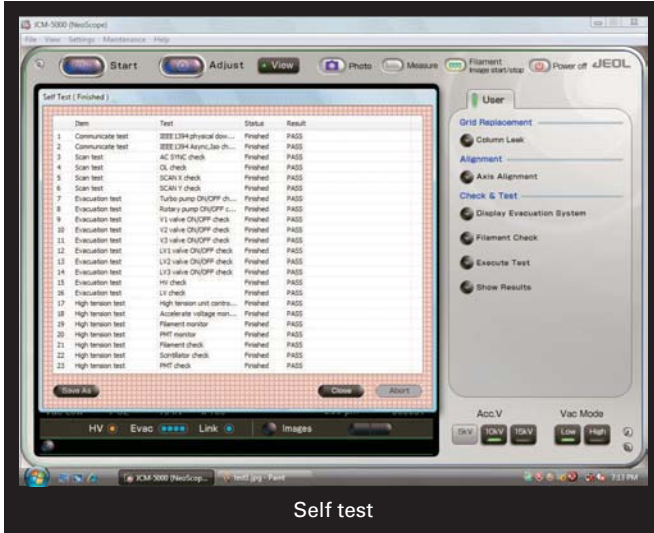 JCM-5000 (NeoScope)
File View Settings Maintenance Help
Start Adjust View Photo Measure Filament Image start/stop Power off JEOL
Self Test ( Finished )
Item Test Status Result
1 Communicate test IEEE1394 physical dow... Finished PASS
2 Communicate test IEEE1394 Async,Iso ch... Finished PASS
3 Scan test AC SYNC check Finished PASS
4 Scan test OL check Finished PASS
5 Scan test SCAN X check Finished PASS
6 Scan test SCAN Y check Finished PASS
7 Evacuation test Turbo pump ON/OFF ch... Finished PASS
8 Evacuation test Rotary pump ON/OFF c... Finished PASS
9 Evacuation test V1 valve ON/OFF check Finished PASS
10 Evacuation test V2 valve ON/OFF check Finished PASS
11 Evacuation test V3 valve ON/OFF check Finished PASS
12 Evacuation test LV1 valve ON/OFF check Finished PASS
13 Evacuation test LV2 valve ON/OFF check Finished PASS
14 Evacuation test LV3 valve ON/OFF check Finished PASS
15 Evacuation test HV check Finished PASS
16 Evacuation test LV check Finished PASS
17 High tension test High tension unit contro... Finished PASS
18 High tension test Accelerate voltage mon... Finished PASS
19 High tension test Filament monitor Finished PASS
20 High tension test PMT monitor Finished PASS
21 High tension test Filament check Finished PASS
22 High tension test Scintillator check Finished PASS
23 High tension test PMT check Finished PASS
Save As Close Abort
HV Evac Link Images
User
Grid Replacement
Column Leak
Alignment
Axis Alignment
Check & Test
Display Evacuation System
Filament Check
Execute Test
Show Results
Acc.V Vac Mode
5kV 10kV 15kV Low High
JCM-5000 (NeoScop... test1.jpg - Paint 7:13 PM
Self test